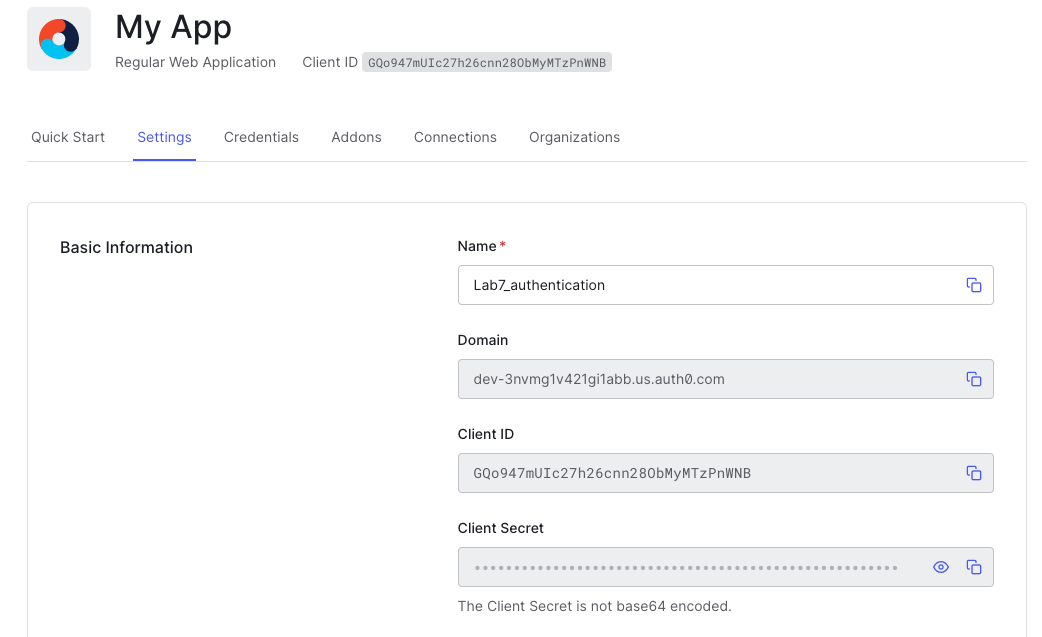 My App
Regular Web Application Client ID GQo947mUIc27h26cnn28ObMyMTzPnWNB
Quick Start Settings Credentials Addons Connections Organizations
Basic Information
Name*
Lab7_authentication
Domain
dev-3nvmg1v421gi1abb.us.auth0.com
Client ID
GQo947mUIc27h26cnn28ObMyMTzPnWNB
Client Secret
The Client Secret is not base64 encoded.